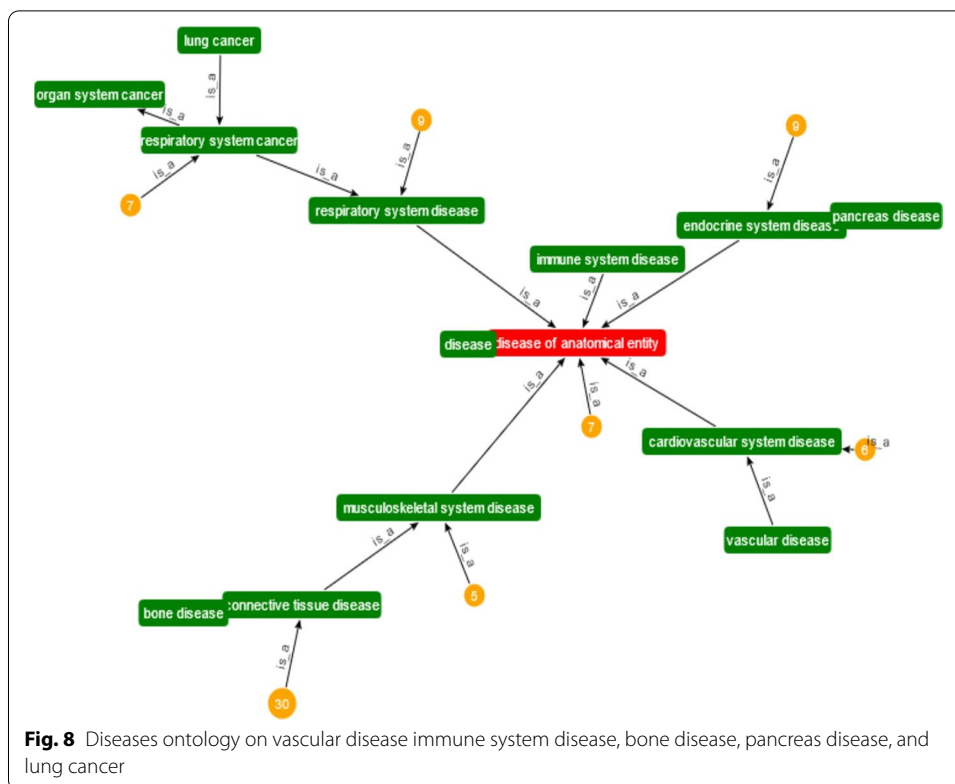 lung cancer
is_a
organ system cancer
is_a
respiratory system cancer
9
9
is_a
is_a
is_a
is_a
7
respiratory system disease
pancreas disease
endocrine system disease
immune system disease
is_a
is_a
is_a
disease
disease of anatomical entity
is_a
is_a
is_a
7
cardiovascular system disease
6
is_a
is_a
musculoskeletal system disease
is_a
vascular disease
is_a
5
connective tissue disease
bone disease
is_a
30
Fig. 8 Diseases ontology on vascular disease immune system disease, bone disease, pancreas disease, and
lung cancer